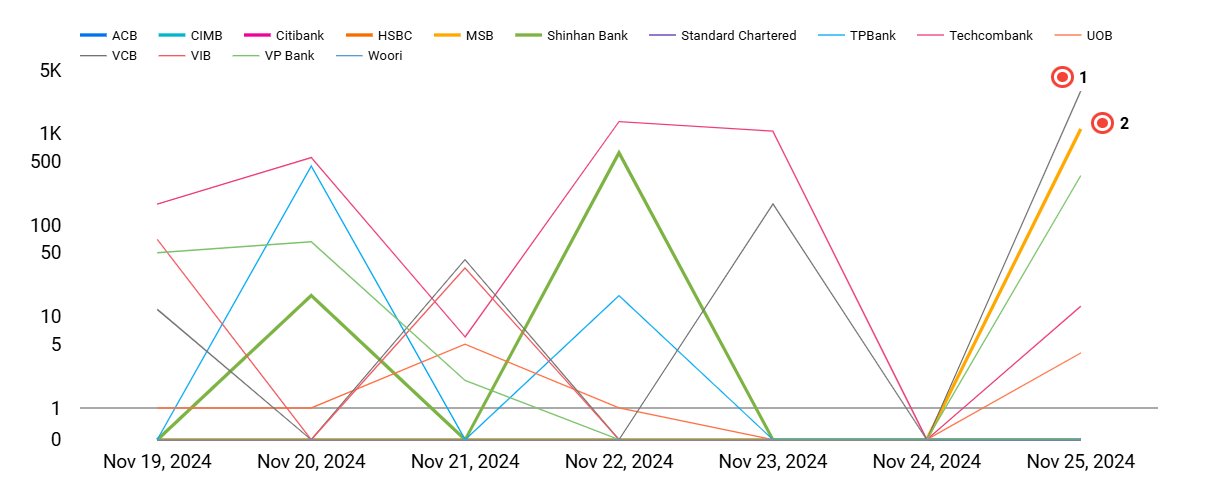 ACB CIMB Citibank HSBC MSB Shinhan Bank Standard Chartered TPBank Techcombank UOB
VCB VIB VP Bank Woori
5K
1
1K
2
500
100
50
10
5
1
0
Nov 19, 2024 Nov 20, 2024 Nov 21, 2024 Nov 22, 2024 Nov 23, 2024 Nov 24, 2024 Nov 25, 2024